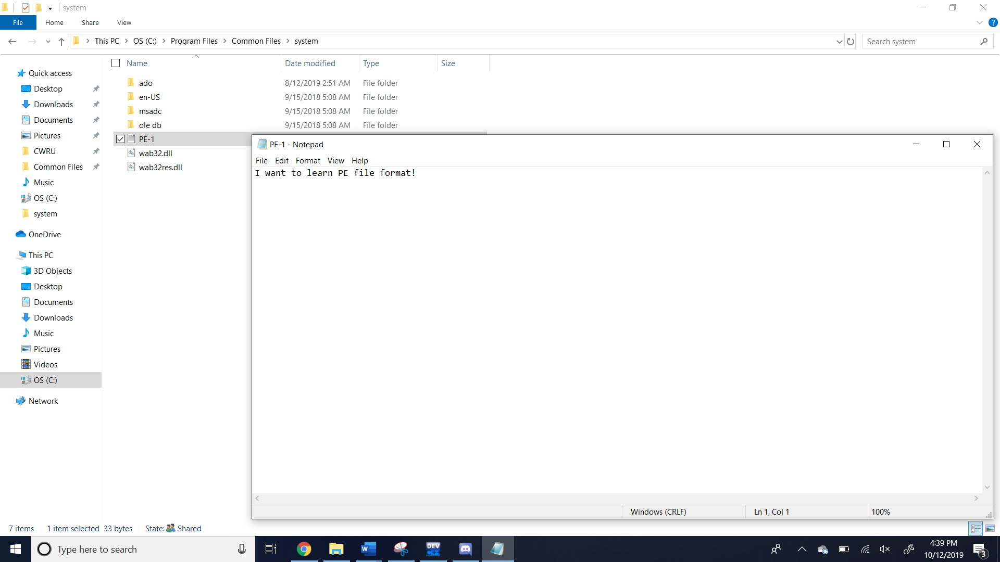 system
File Home Share View
This PC OS (C:) Program Files Common Files system
Search system
Name Date modified Type Size
Quick access
Desktop
Downloads
Documents
Pictures
CWRU
Common Files
Music
OS (C:)
system
OneDrive
This PC
3D Objects
Desktop
Documents
Downloads
Music
Pictures
Videos
OS (C:)
Network
ado 8/12/2019 2:51 AM File folder
en-US 9/15/2018 5:08 AM File folder
msadc 9/15/2018 5:08 AM File folder
ole db 9/15/2018 5:08 AM File folder
PE-1
wab32.dll
wab32res.dll
PE-1 - Notepad
File Edit Format View Help
I want to learn PE file format!
Windows (CRLF) Ln 1, Col 1 100%
7 items 1 item selected 33 bytes State: Shared
Type here to search
W
DEV
C++
4:39 PM
10/12/2019
3